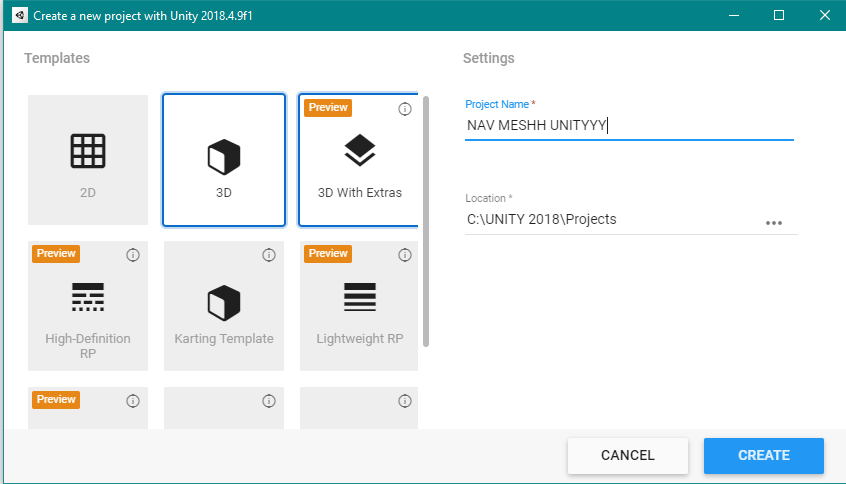 Create a new project with Unity 2018.4.9f1
Templates
2D
3D
Preview
3D With Extras
Preview
High-Definition
RP
Karting Template
Preview
Lightweight RP
Preview
Settings
Project Name *
NAV MESHH UNITYYY
Location *
C:\UNITY 2018\Projects
CANCEL
CREATE